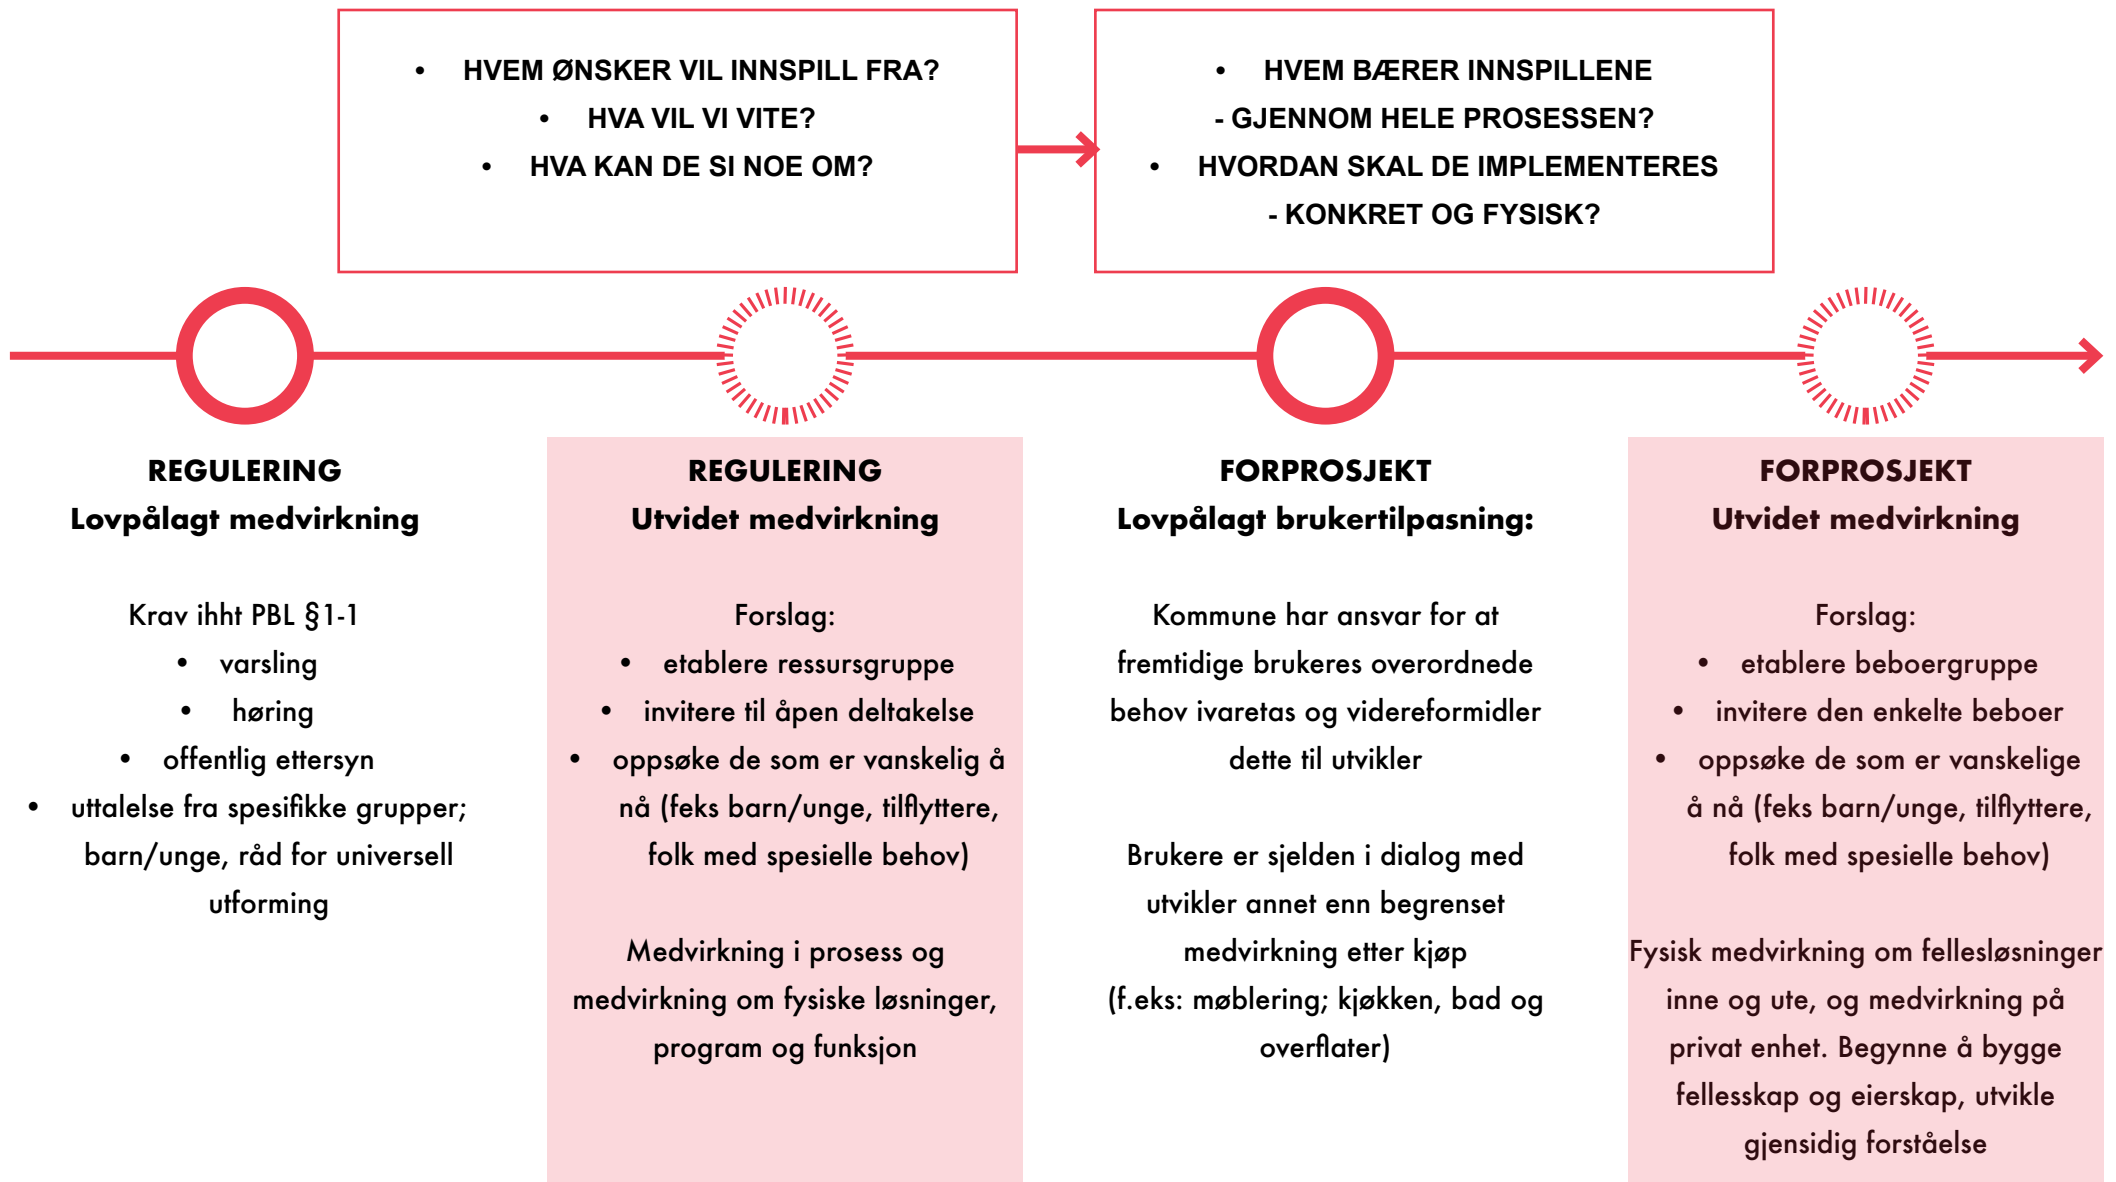 • HVEM ØNSKER VIL INNSPILL FRA?
• HVA VIL VI VITE?
• HVA KAN DE SI NOE OM?
• HVEM BÆRER INNSPILLENE
- GJENNOM HELE PROSESSEN?
• HVORDAN SKAL DE IMPLEMENTERES
- KONKRET OG FYSISK?
REGULERING
Lovpålagt medvirkning
Krav ihht PBL §1-1
• varsling
• høring
• offentlig ettersyn
• uttalelse fra spesifikke grupper;
barn/unge, råd for universell
utforming
REGULERING
Utvidet medvirkning
Forslag:
• etablere ressursgruppe
• invitere til åpen deltakelse
• oppsøke de som er vanskelig å
nå (feks barn/unge, tilflyttere,
folk med spesielle behov)
Medvirkning i prosess og
medvirkning om fysiske løsninger,
program og funksjon
FORPROSJEKT
Lovpålagt brukertilpasning:
Kommune har ansvar for at
fremtidige brukeres overordnede
behov ivaretas og videreformidler
dette til utvikler
Brukere er sjelden i dialog med
utvikler annet enn begrenset
medvirkning etter kjøp
(f.eks: møblering; kjøkken, bad og
overflater)
FORPROSJEKT
Utvidet medvirkning
Forslag:
• etablere beboergruppe
• invitere den enkelte beboer
• oppsøke de som er vanskelige
å nå (feks barn/unge, tilflyttere,
folk med spesielle behov)
Fysisk medvirkning om fellesløsninger
inne og ute, og medvirkning på
privat enhet. Begynne å bygge
fellesskap og eierskap, utvikle
gjensidig forståelse